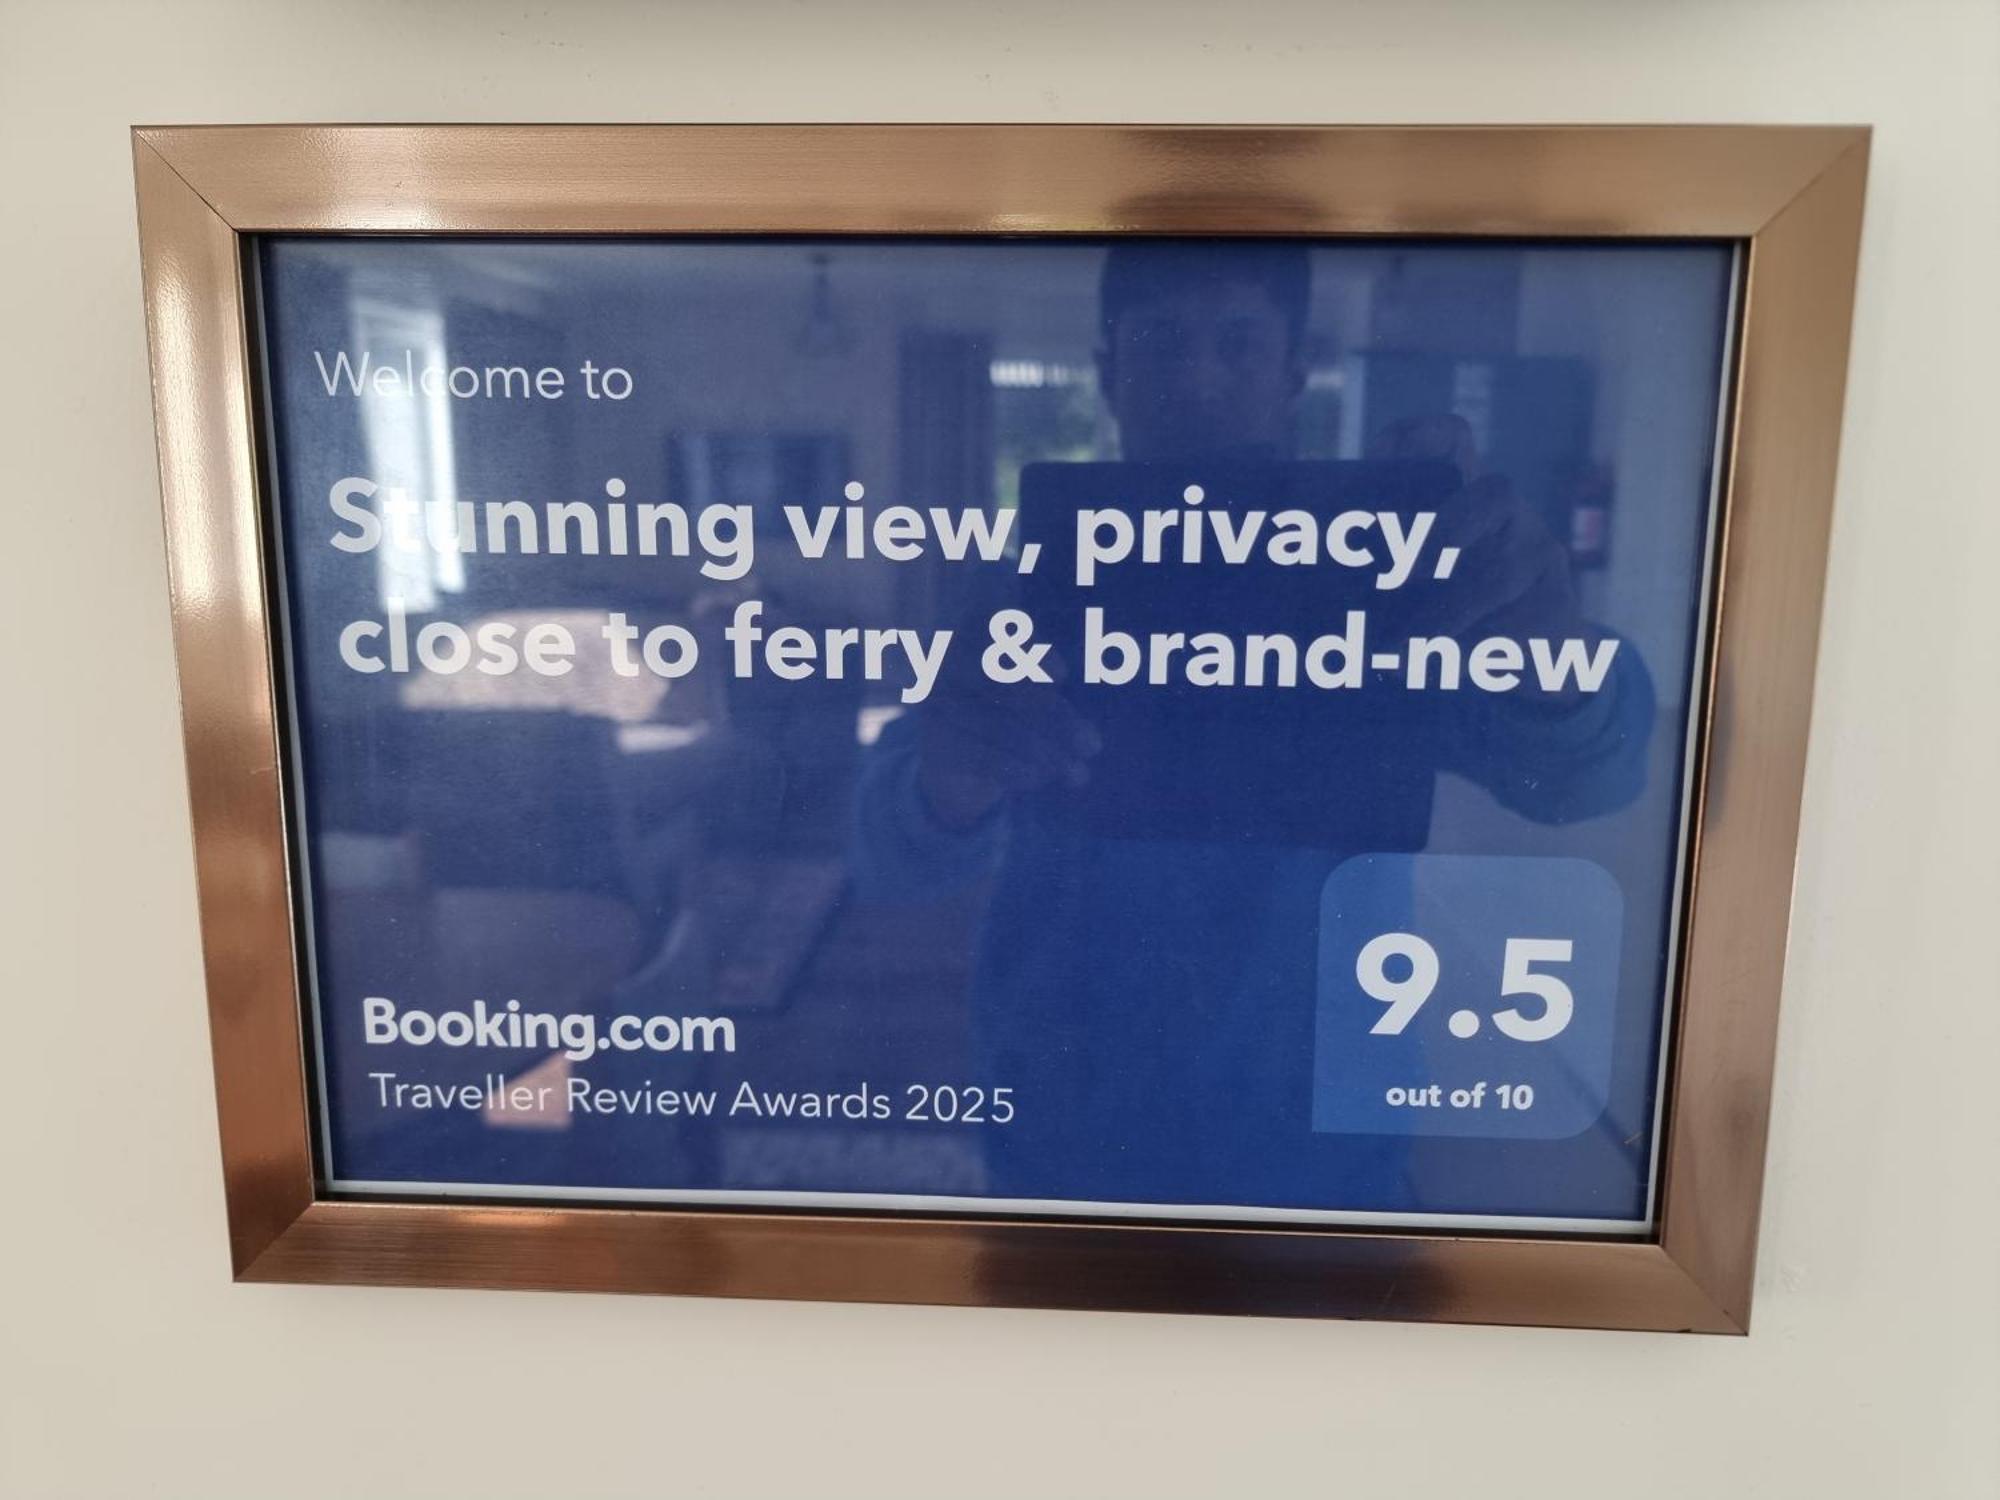 Welcome to
Stunning view, privacy,
close to ferry & brand-new
Booking.com
Traveller Review Awards 2025
9.5
out of 10